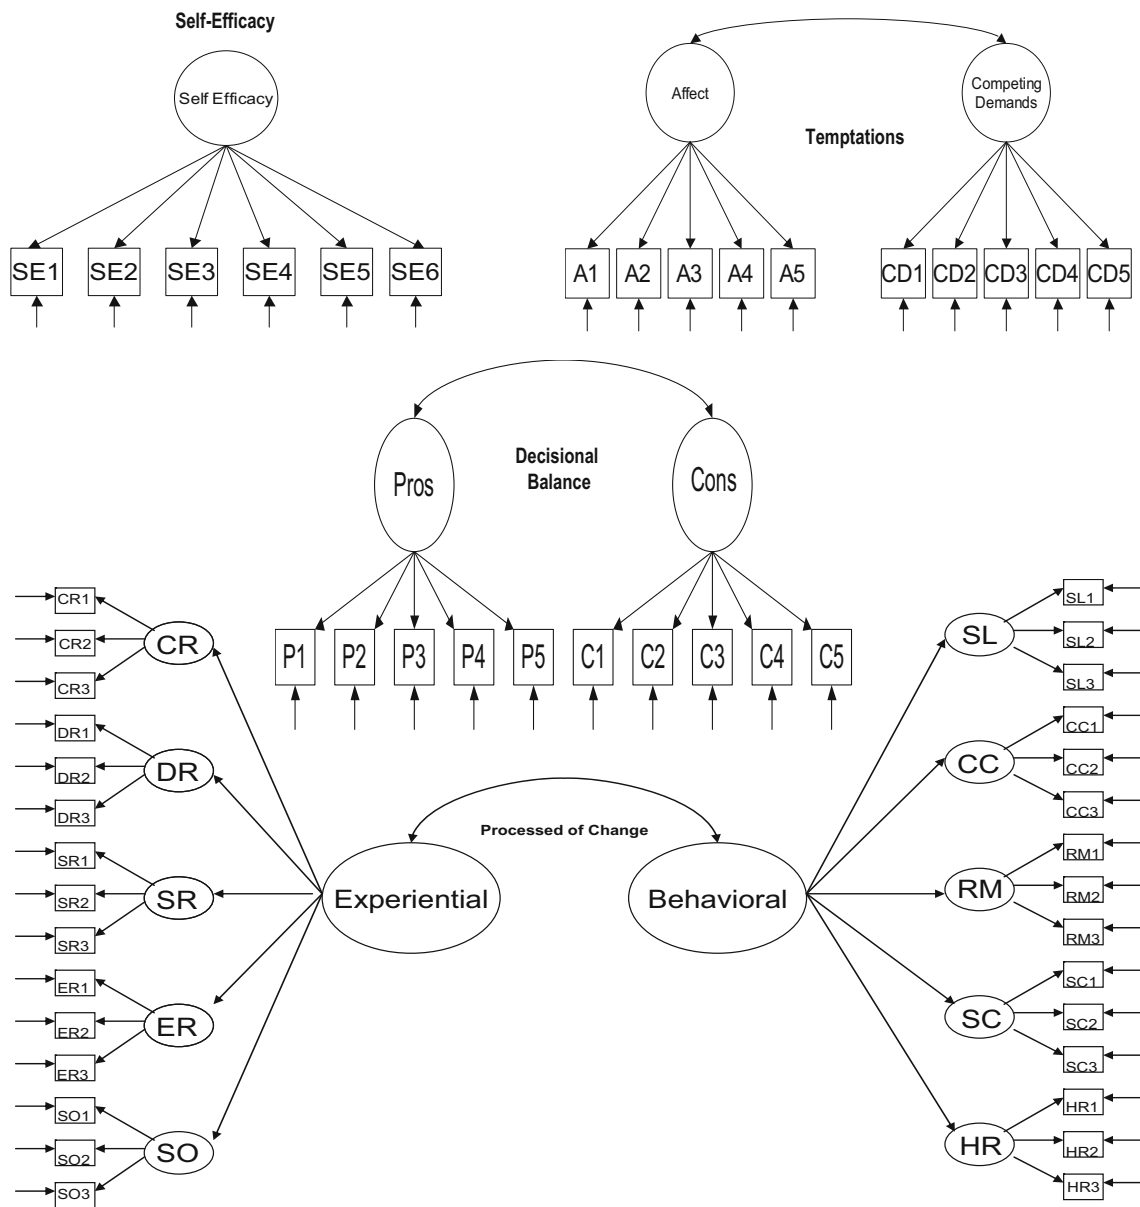 Self-Efficacy
Self Efficacy
SE1 SE2 SE3 SE4 SE5 SE6
Affect
Competing
Demands
Temptations
A1 A2 A3 A4 A5
CD1 CD2 CD3 CD4 CD5
Decisional
Balance
Pros
Cons
P1 P2 P3 P4 P5
C1 C2 C3 C4 C5
Processed of Change
Experiential
Behavioral
CR
CR1
CR2
CR3
DR
DR1
DR2
DR3
SR
SR1
SR2
SR3
ER
ER1
ER2
ER3
SO
SO1
SO2
SO3
SL
SL1
SL2
SL3
CC
CC1
CC2
CC3
RM
RM1
RM2
RM3
SC
SC1
SC2
SC3
HR
HR1
HR2
HR3